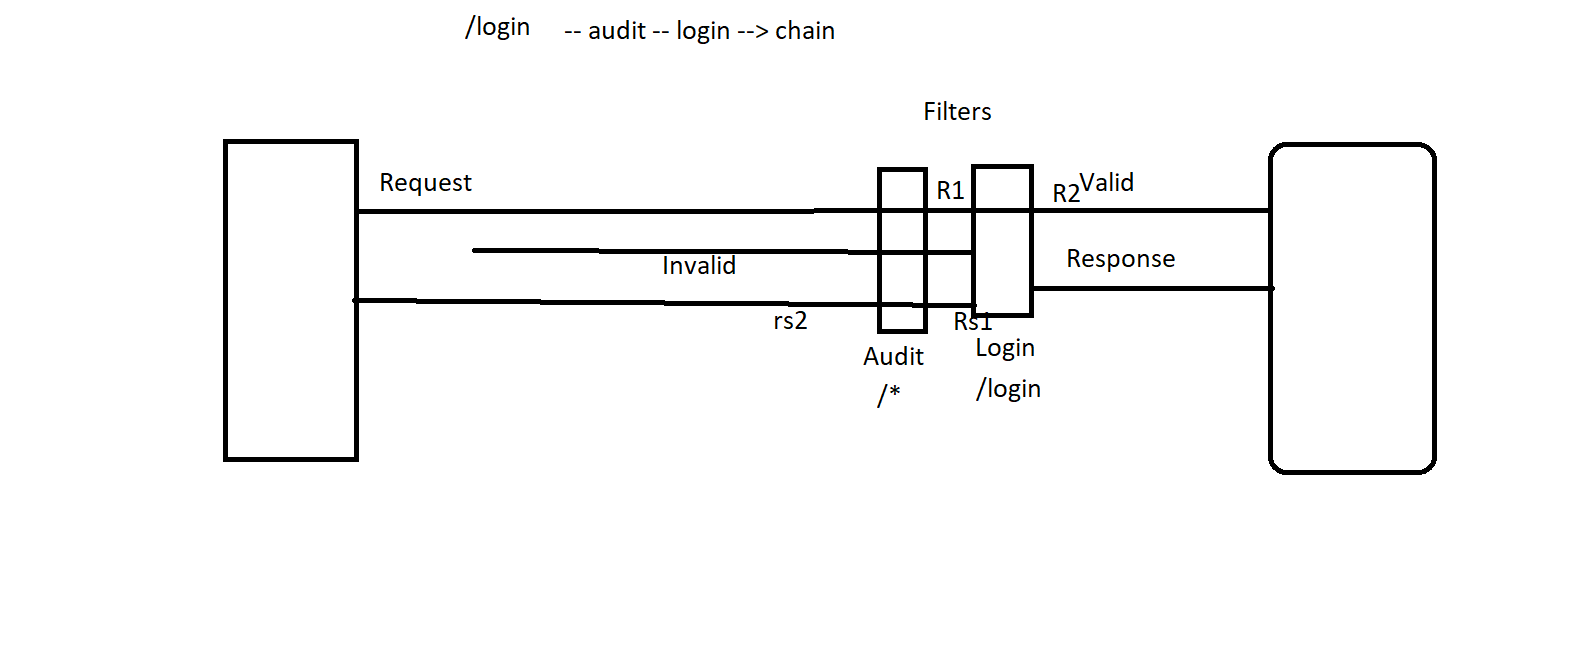 /login -- audit -- login --> chain
Filters
Request
R1
R2
Valid
Invalid
Response
rs2
Rs1
Audit
Login
/*
/login